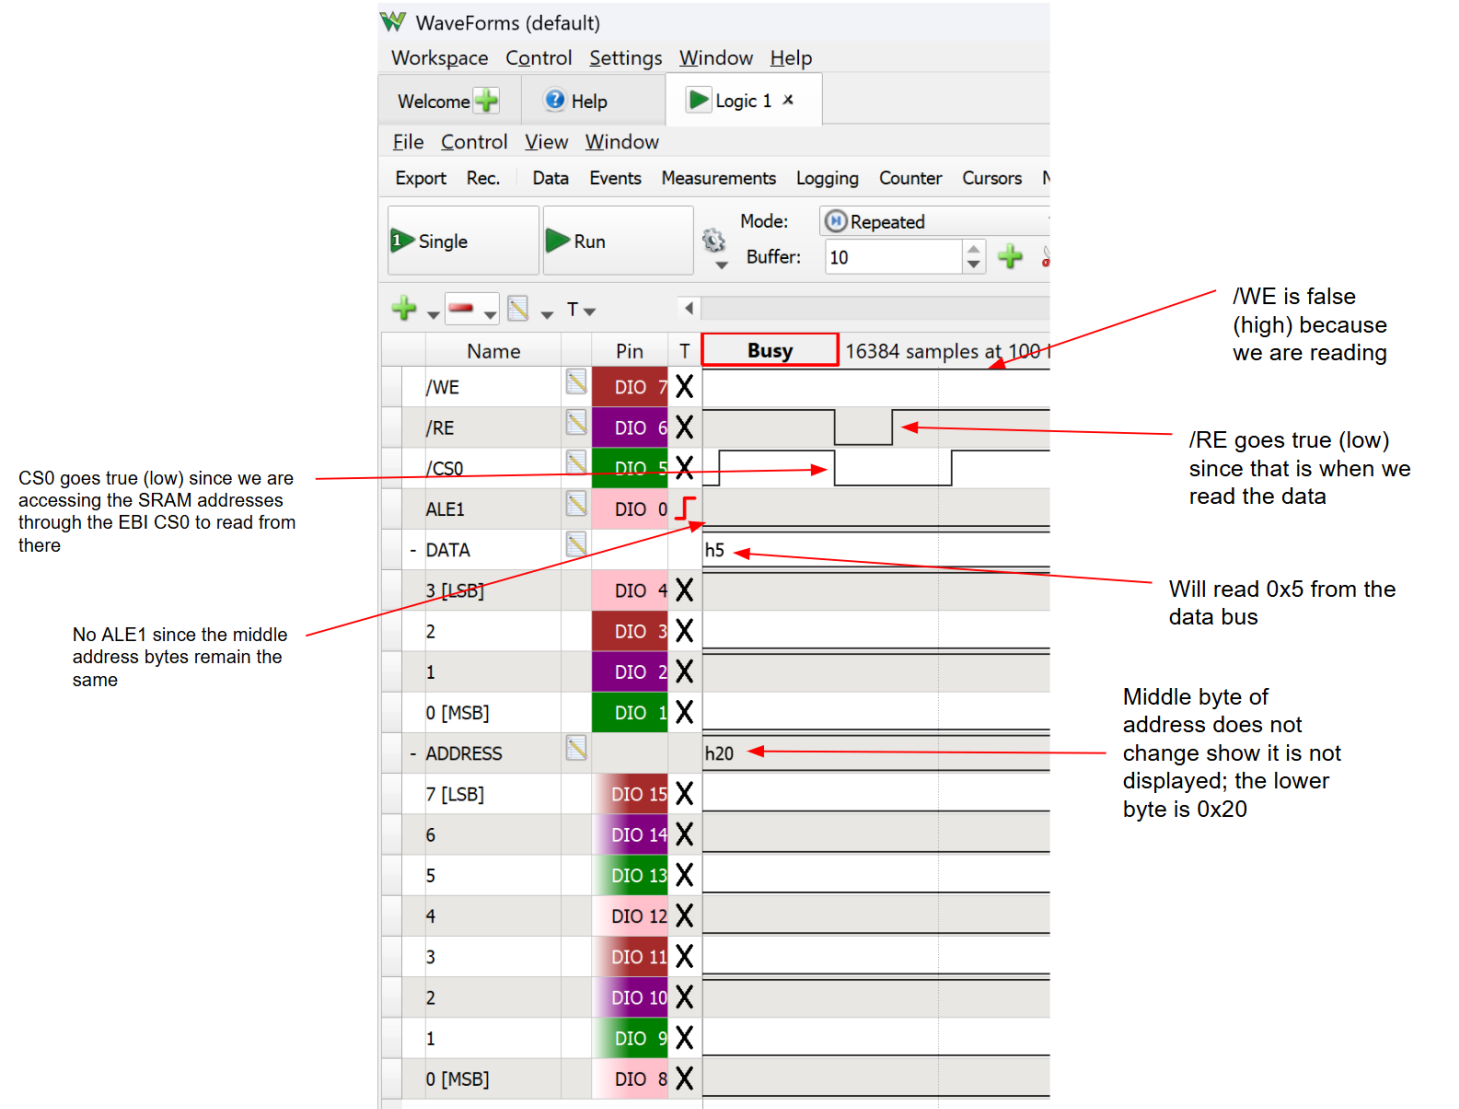 WaveForms (default)
Workspace Control Settings Window Help
Welcome Help Logic 1
File Control View Window
Export Rec. Data Events Measurements Logging Counter Cursors
1 Single Run Mode: Repeated
Buffer: 10
T
Name Pin T Busy 16384 samples at 100
/WE DIO 7 X
/RE DIO 6 X
/CS0 DIO 5 X
ALE1 DIO 0
- DATA h5
3 [LSB] DIO 4 X
2 DIO 3 X
1 DIO 2 X
0 [MSB] DIO 1 X
- ADDRESS h20
7 [LSB] DIO 15 X
6 DIO 14 X
5 DIO 13 X
4 DIO 12 X
3 DIO 11 X
2 DIO 10 X
1 DIO 9 X
0 [MSB] DIO 8 X
CS0 goes true (low) since we are
accessing the SRAM addresses
through the EBI CS0 to read from
there
No ALE1 since the middle
address bytes remain the
same
/WE is false
(high) because
we are reading
/RE goes true (low)
since that is when we
read the data
Will read 0x5 from the
data bus
Middle byte of
address does not
change show it is not
displayed; the lower
byte is 0x20